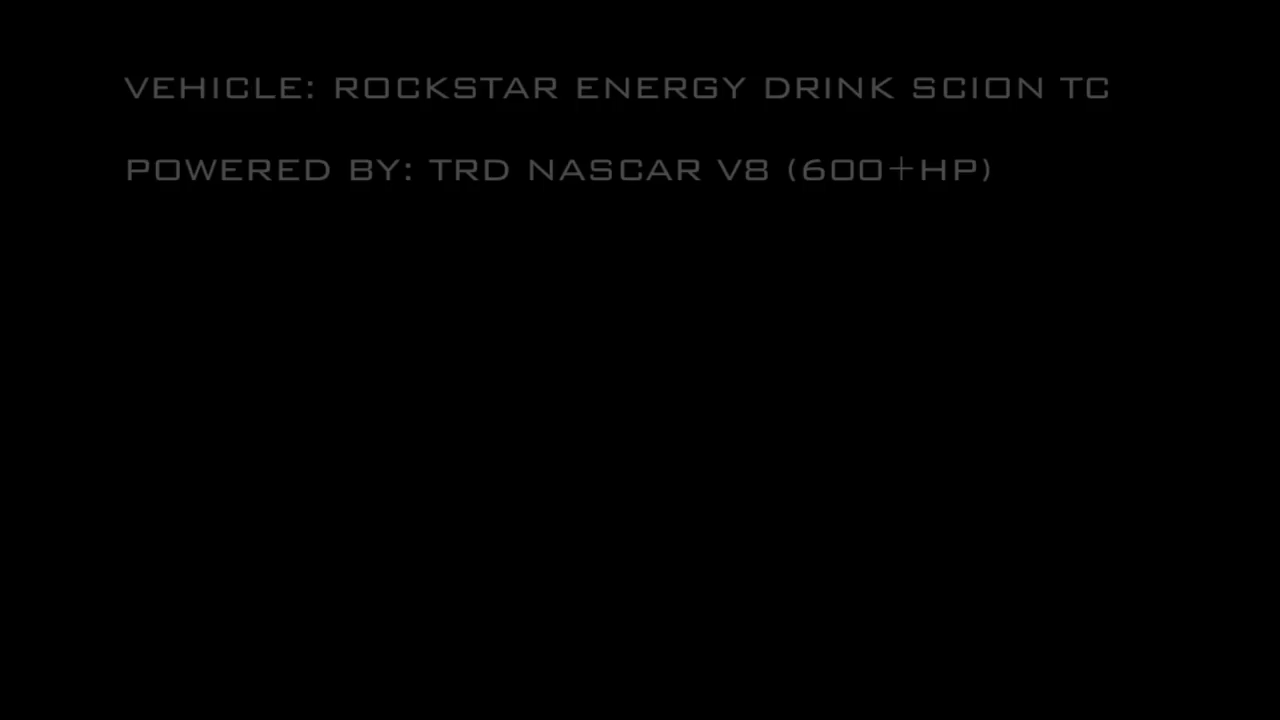 VEHICLE: ROCKSTAR ENERGY DRINK SCION TC
POWERED BY: TRD NASCAR V8 (600+HP)